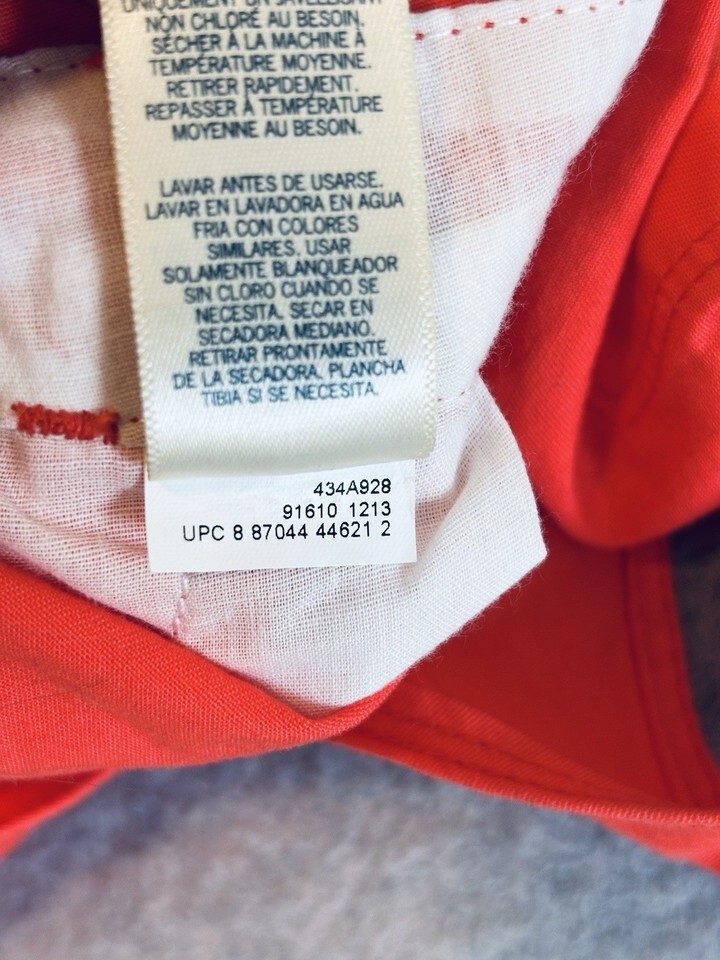 UNIQUEMENT UN JAVELLISANT
NON CHLORÉ AU BESOIN.
SÉCHER À LA MACHINE À
TEMPÉRATURE MOYENNE.
RETIRER RAPIDEMENT.
REPASSER À TEMPÉRATURE
MOYENNE AU BESOIN.
LAVAR ANTES DE USARSE.
LAVAR EN LAVADORA EN AGUA
FRIA CON COLORES
SIMILARES. USAR
SOLAMENTE BLANQUEADOR
SIN CLORO CUANDO SE
NECESITA. SECAR EN
SECADORA MEDIANO.
RETIRAR PRONTAMENTE
DE LA SECADORA. PLANCHA
TIBIA SI SE NECESITA.
434A928
91610 1213
UPC 8 87044 44621 2